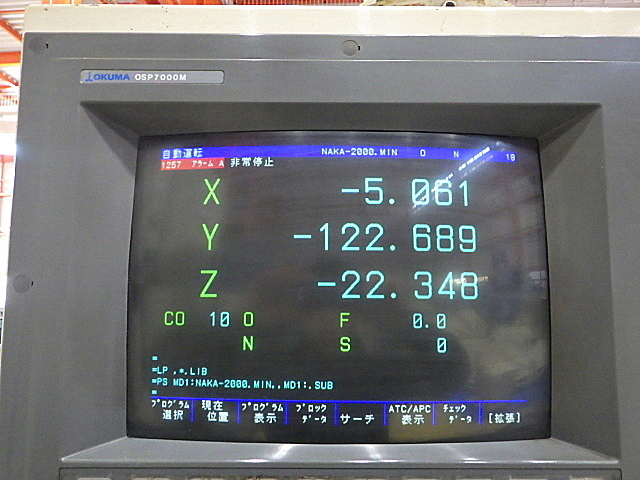 OKUMA OSP7000M
自動運転 NAKA-2000.MIN O N 18
1257 アラーム A 非常停止
X -5.061
Y -122.689
Z -22.348
CO 10 O F 0.0
N S 0
=
=LP ,*.LIB
=PS MD1:NAKA-2000.MIN,,MD1:.SUB
=
プログラム 現在 プログラム ブロック サーチ ATC/APC チェック [拡張]
選択 位置 表示 データ 表示 データ